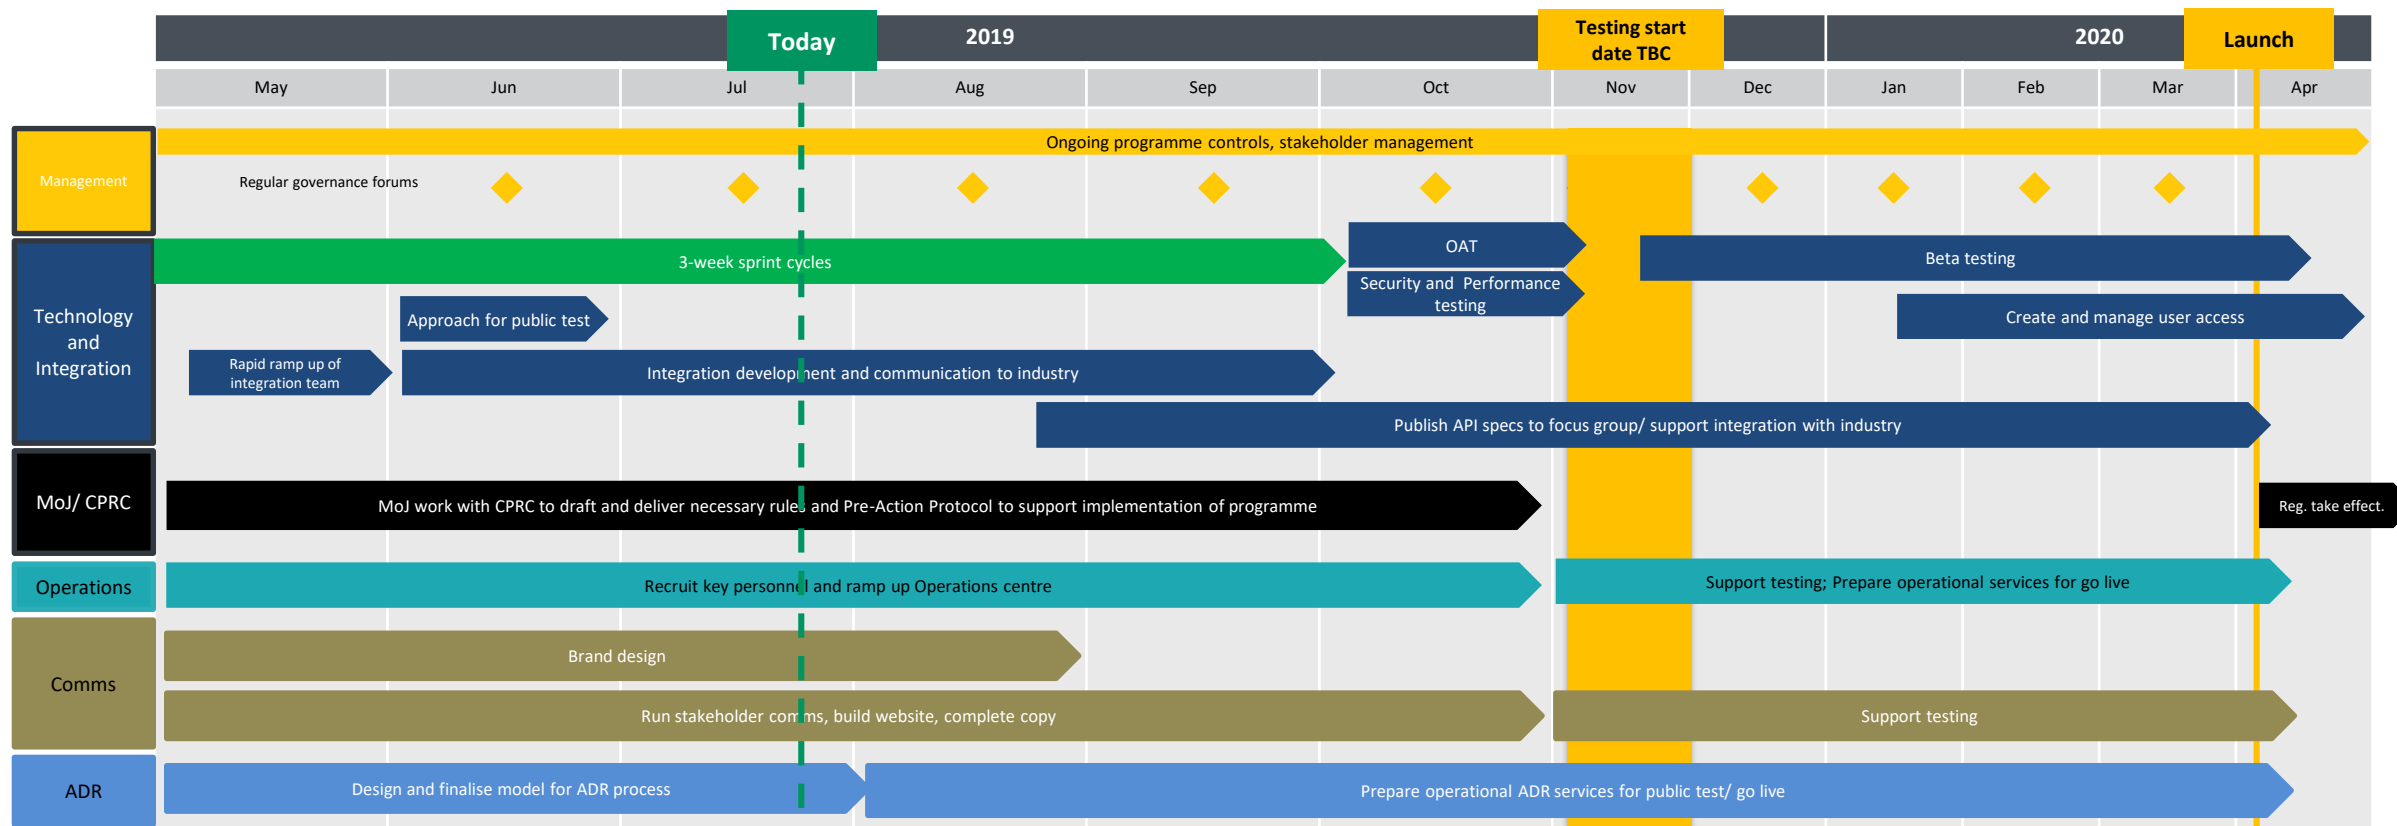 Today
2019
Testing start
date TBC
2020
Launch
May
Jun
Jul
Aug
Sep
Oct
Nov
Dec
Jan
Feb
Mar
Apr
Management
Ongoing programme controls, stakeholder management
Regular governance forums
Technology
and
Integration
3-week sprint cycles
OAT
Security and Performance
testing
Beta testing
Approach for public test
Create and manage user access
Rapid ramp up of
integration team
Integration development and communication to industry
Publish API specs to focus group/ support integration with industry
MoJ/ CPRC
MoJ work with CPRC to draft and deliver necessary rules and Pre-Action Protocol to support implementation of programme
Reg. take effect.
Operations
Recruit key personnel and ramp up Operations centre
Support testing; Prepare operational services for go live
Comms
Brand design
Run stakeholder comms, build website, complete copy
Support testing
ADR
Design and finalise model for ADR process
Prepare operational ADR services for public test/ go live